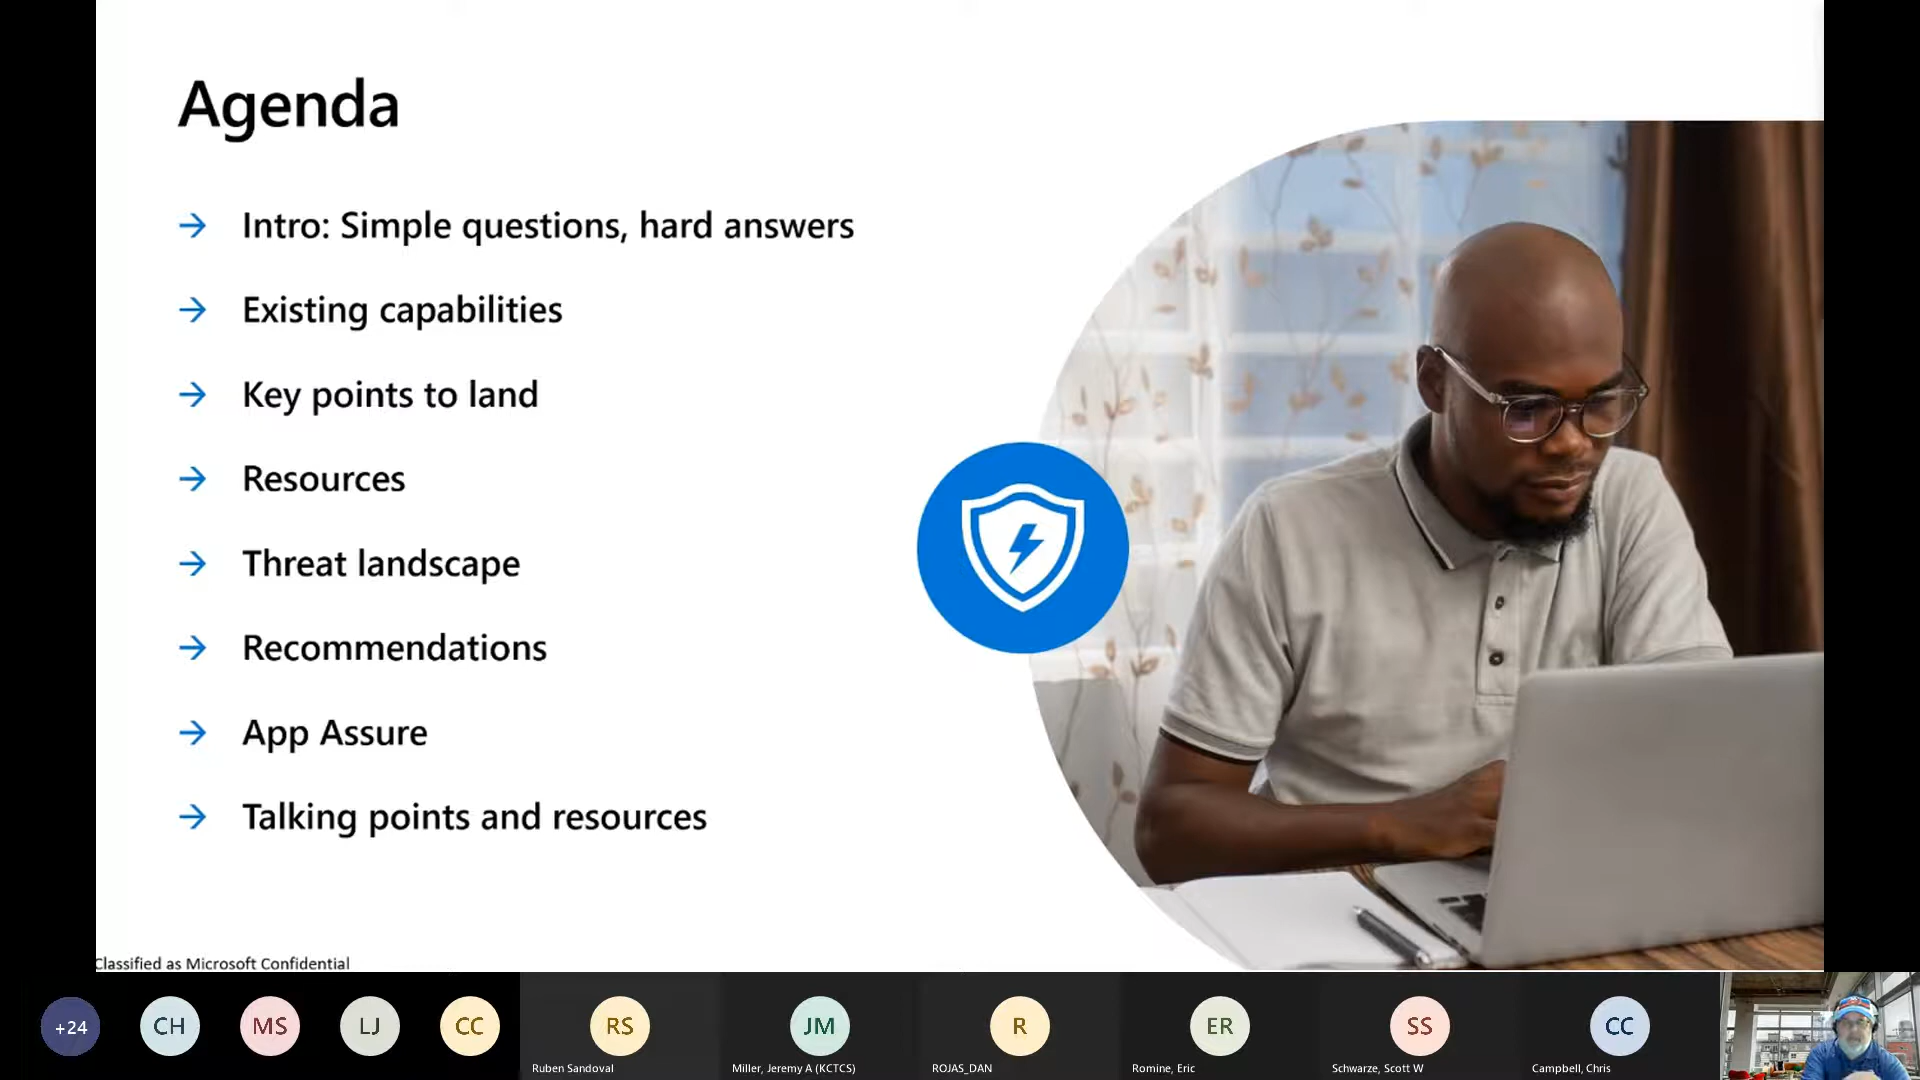 Agenda
Intro: Simple questions, hard answers
Existing capabilities
Key points to land
Resources
Threat landscape
Recommendations
App Assure
Talking points and resources
Classified as Microsoft Confidential
+24
CH
MS
LJ
CC
RS
JM
R
ER
SS
CC
Ruben Sandoval
Miller, Jeremy A (KCTCS)
ROJAS_DAN
Romine, Eric
Schwarze, Scott W
Campbell, Chris